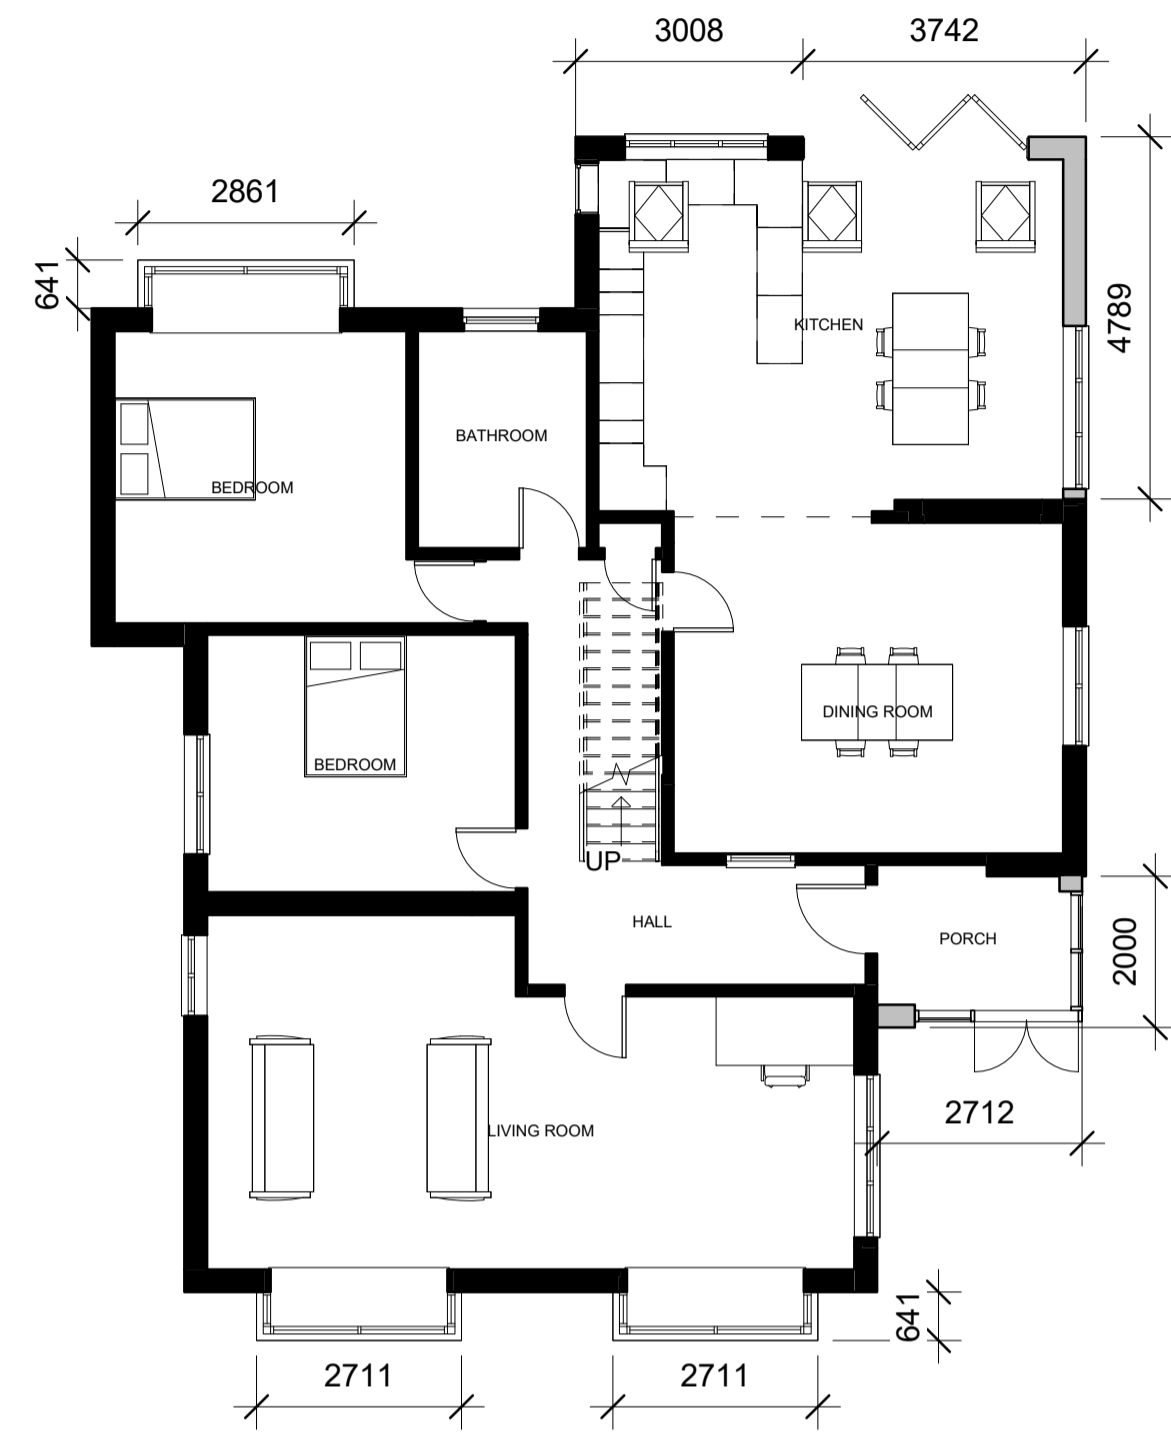 3008
3742
2861
641
4789
KITCHEN
BATHROOM
BEDROOM
DINING ROOM
BEDROOM
UP
HALL
PORCH
2000
2712
LIVING ROOM
641
2711
2711